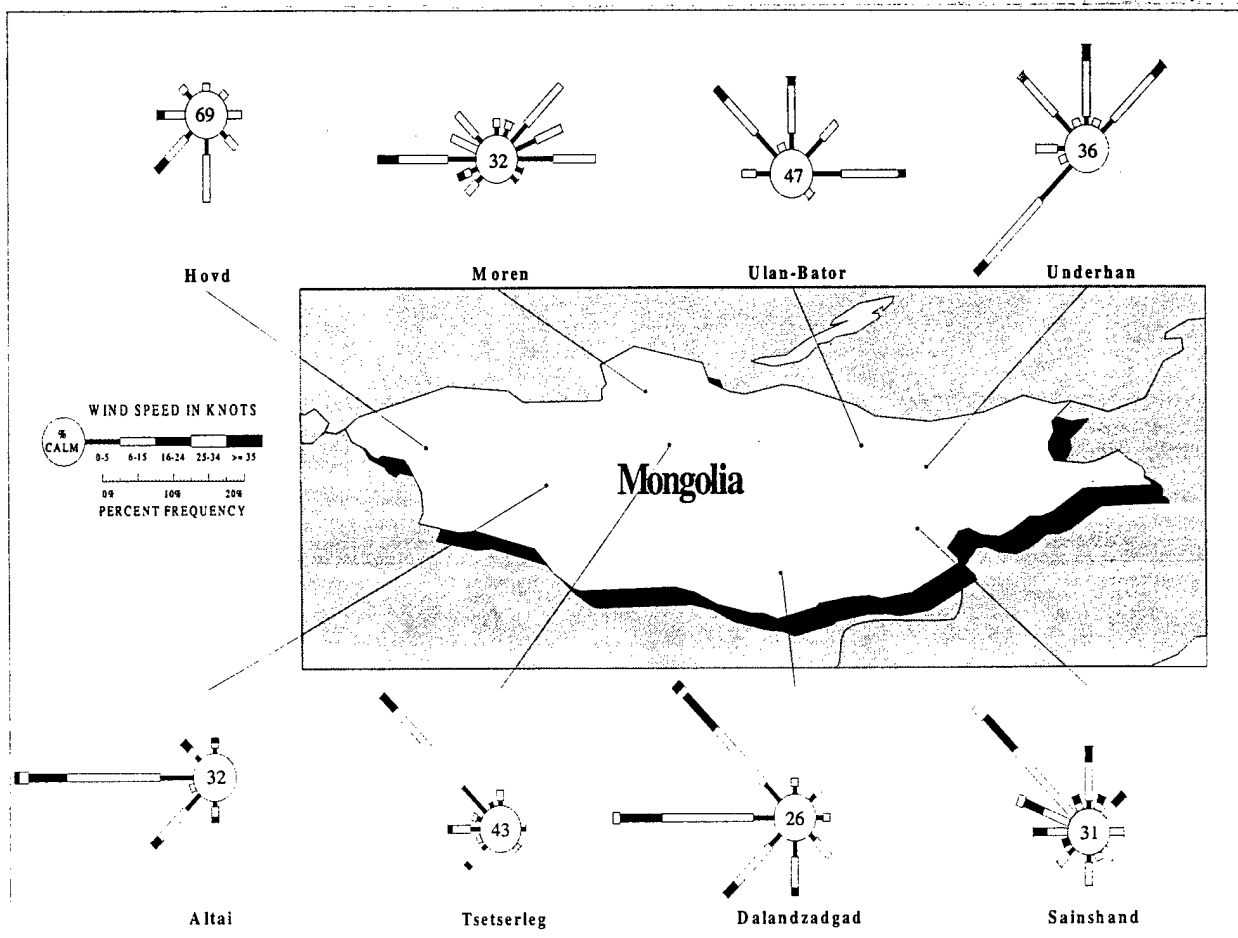 69
32
47
36
Hovd
Moren
Ulan-Bator
Underhan
WIND SPEED IN KNOTS
%
CALM
0-5 6-15 16-24 25-34 >= 35
0% 10% 20%
PERCENT FREQUENCY
Mongolia
32
43
26
31
Altai
Tsetserleg
Dalandzadgad
Sainshand